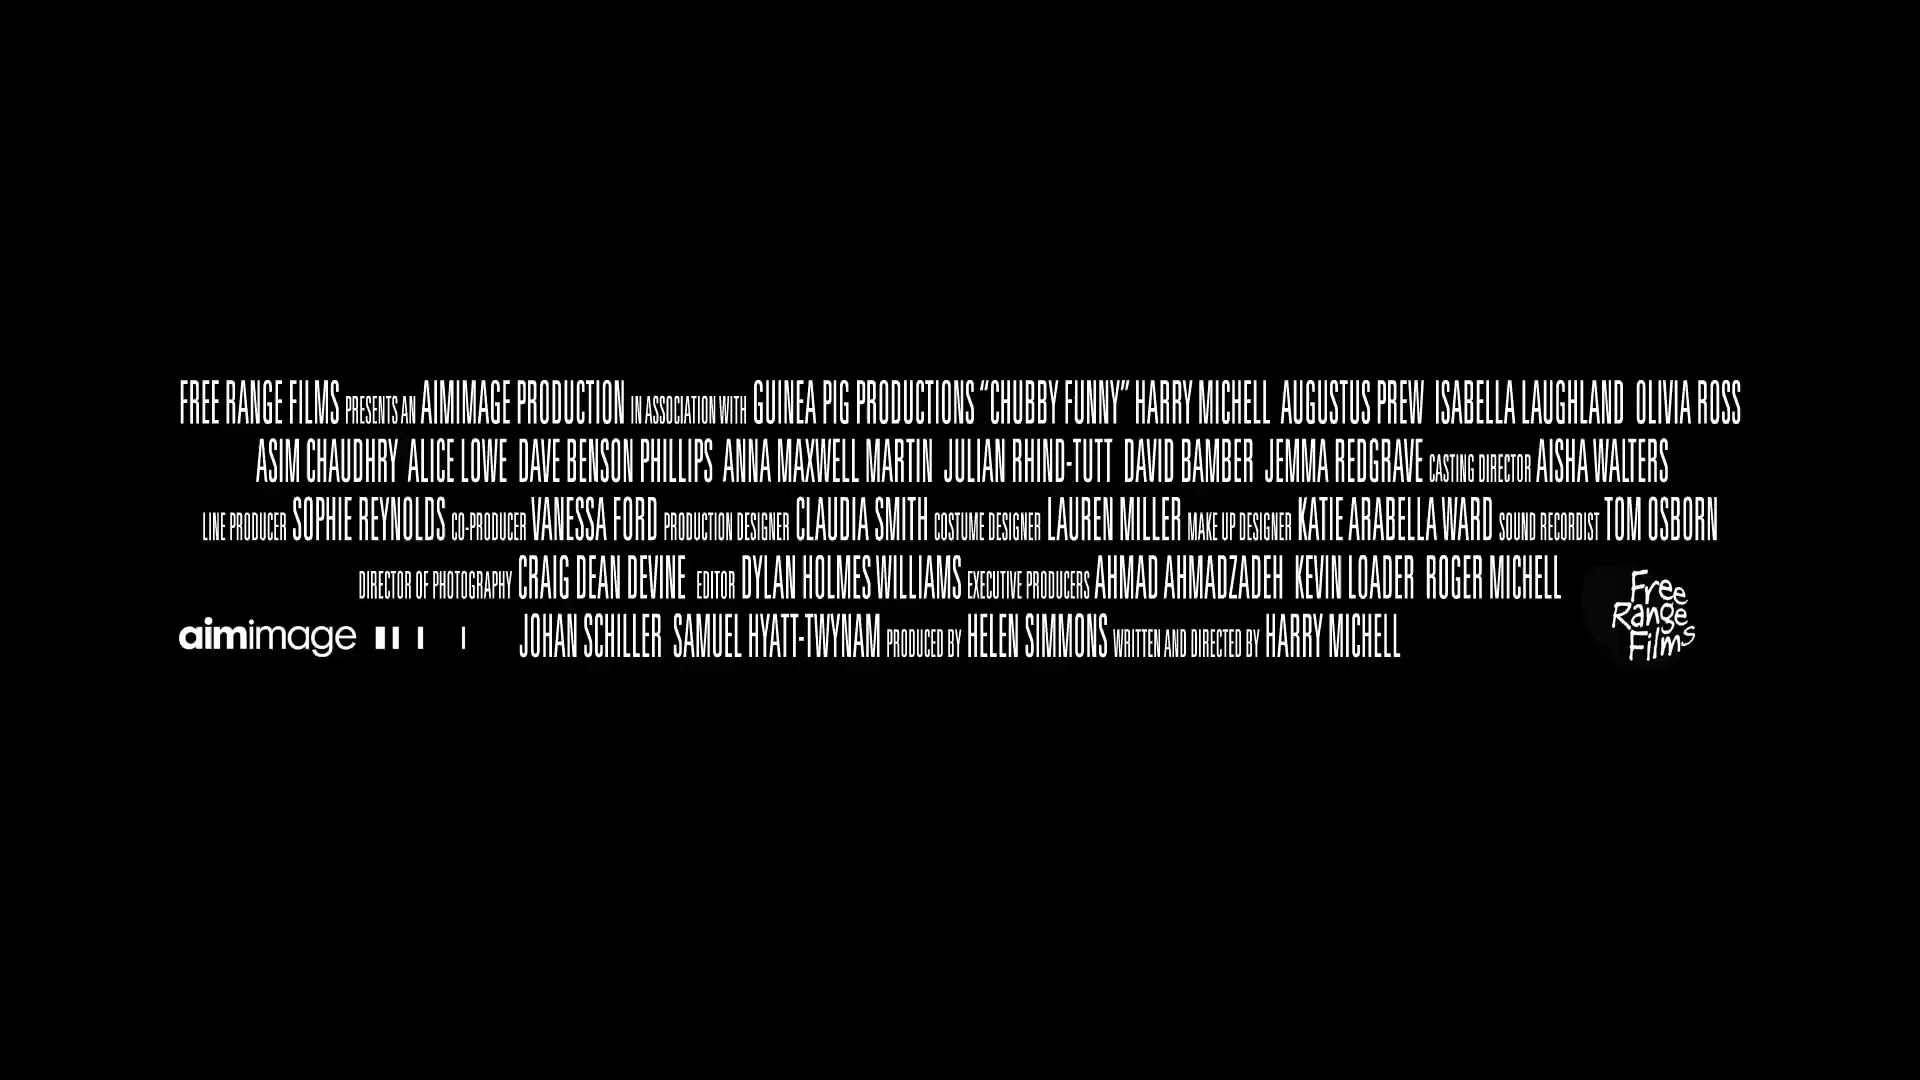 FREE RANGE FILMS PRESENTS AN AIMIMAGE PRODUCTION IN ASSOCIATION WITH GUINEA PIG PRODUCTIONS “CHUBBY FUNNY” HARRY MICHELL AUGUSTUS PREW ISABELLA LAUGHLAND OLIVIA ROSS
ASIM CHAUDHRY ALICE LOWE DAVE BENSON PHILLIPS ANNA MAXWELL MARTIN JULIAN RHIND-TUTT DAVID BAMBER JEMMA REDGRAVE CASTING DIRECTOR AISHA WALTERS
LINE PRODUCER SOPHIE REYNOLDS CO-PRODUCER VANESSA FORD PRODUCTION DESIGNER CLAUDIA SMITH COSTUME DESIGNER LAUREN MILLER MAKE UP DESIGNER KATIE ARABELLA WARD SOUND RECORDIST TOM OSBORN
DIRECTOR OF PHOTOGRAPHY CRAIG DEAN DEVINE EDITOR DYLAN HOLMES WILLIAMS EXECUTIVE PRODUCERS AHMAD AHMADZADEH KEVIN LOADER ROGER MICHELL
JOHAN SCHILLER SAMUEL HYATT-TWYNAM PRODUCED BY HELEN SIMMONS WRITTEN AND DIRECTED BY HARRY MICHELL
aimimage
Free
Range
Films